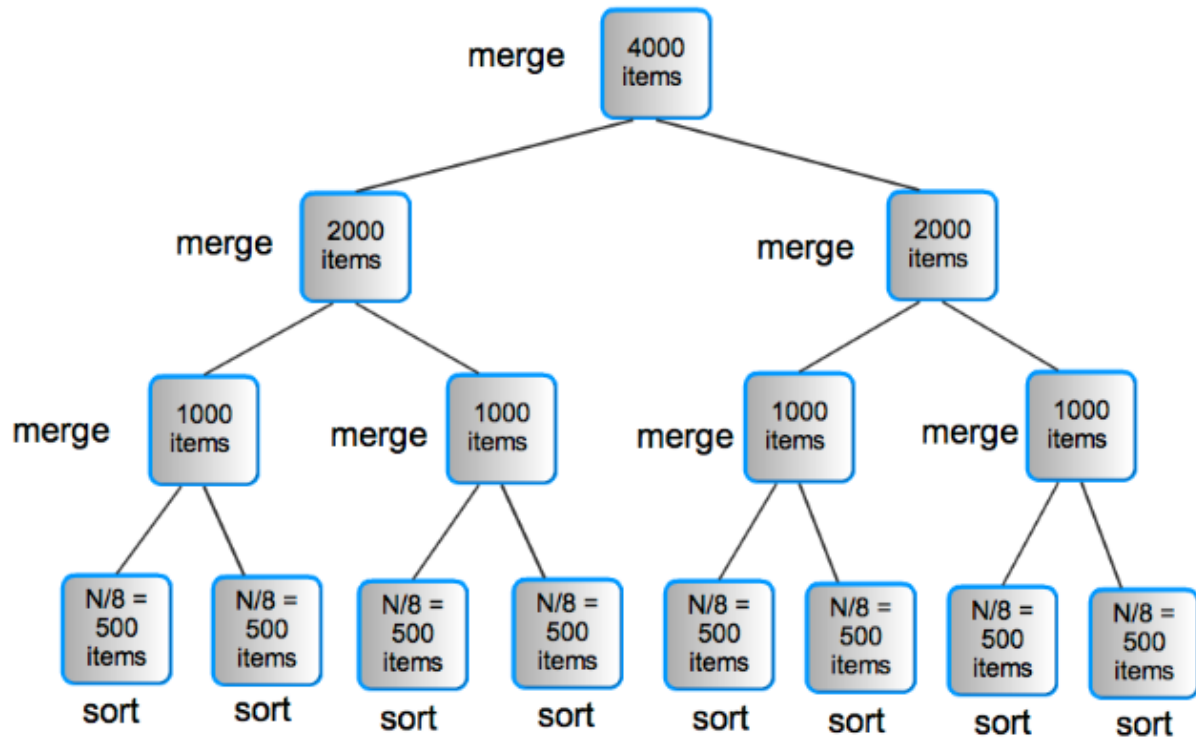 merge
4000
items
merge
2000
items
merge
2000
items
merge
1000
items
merge
1000
items
merge
1000
items
merge
1000
items
N/8 =
500
items
N/8 =
500
items
N/8 =
500
items
N/8 =
500
items
N/8 =
500
items
N/8 =
500
items
N/8 =
500
items
N/8 =
500
items
sort
sort
sort
sort
sort
sort
sort
sort